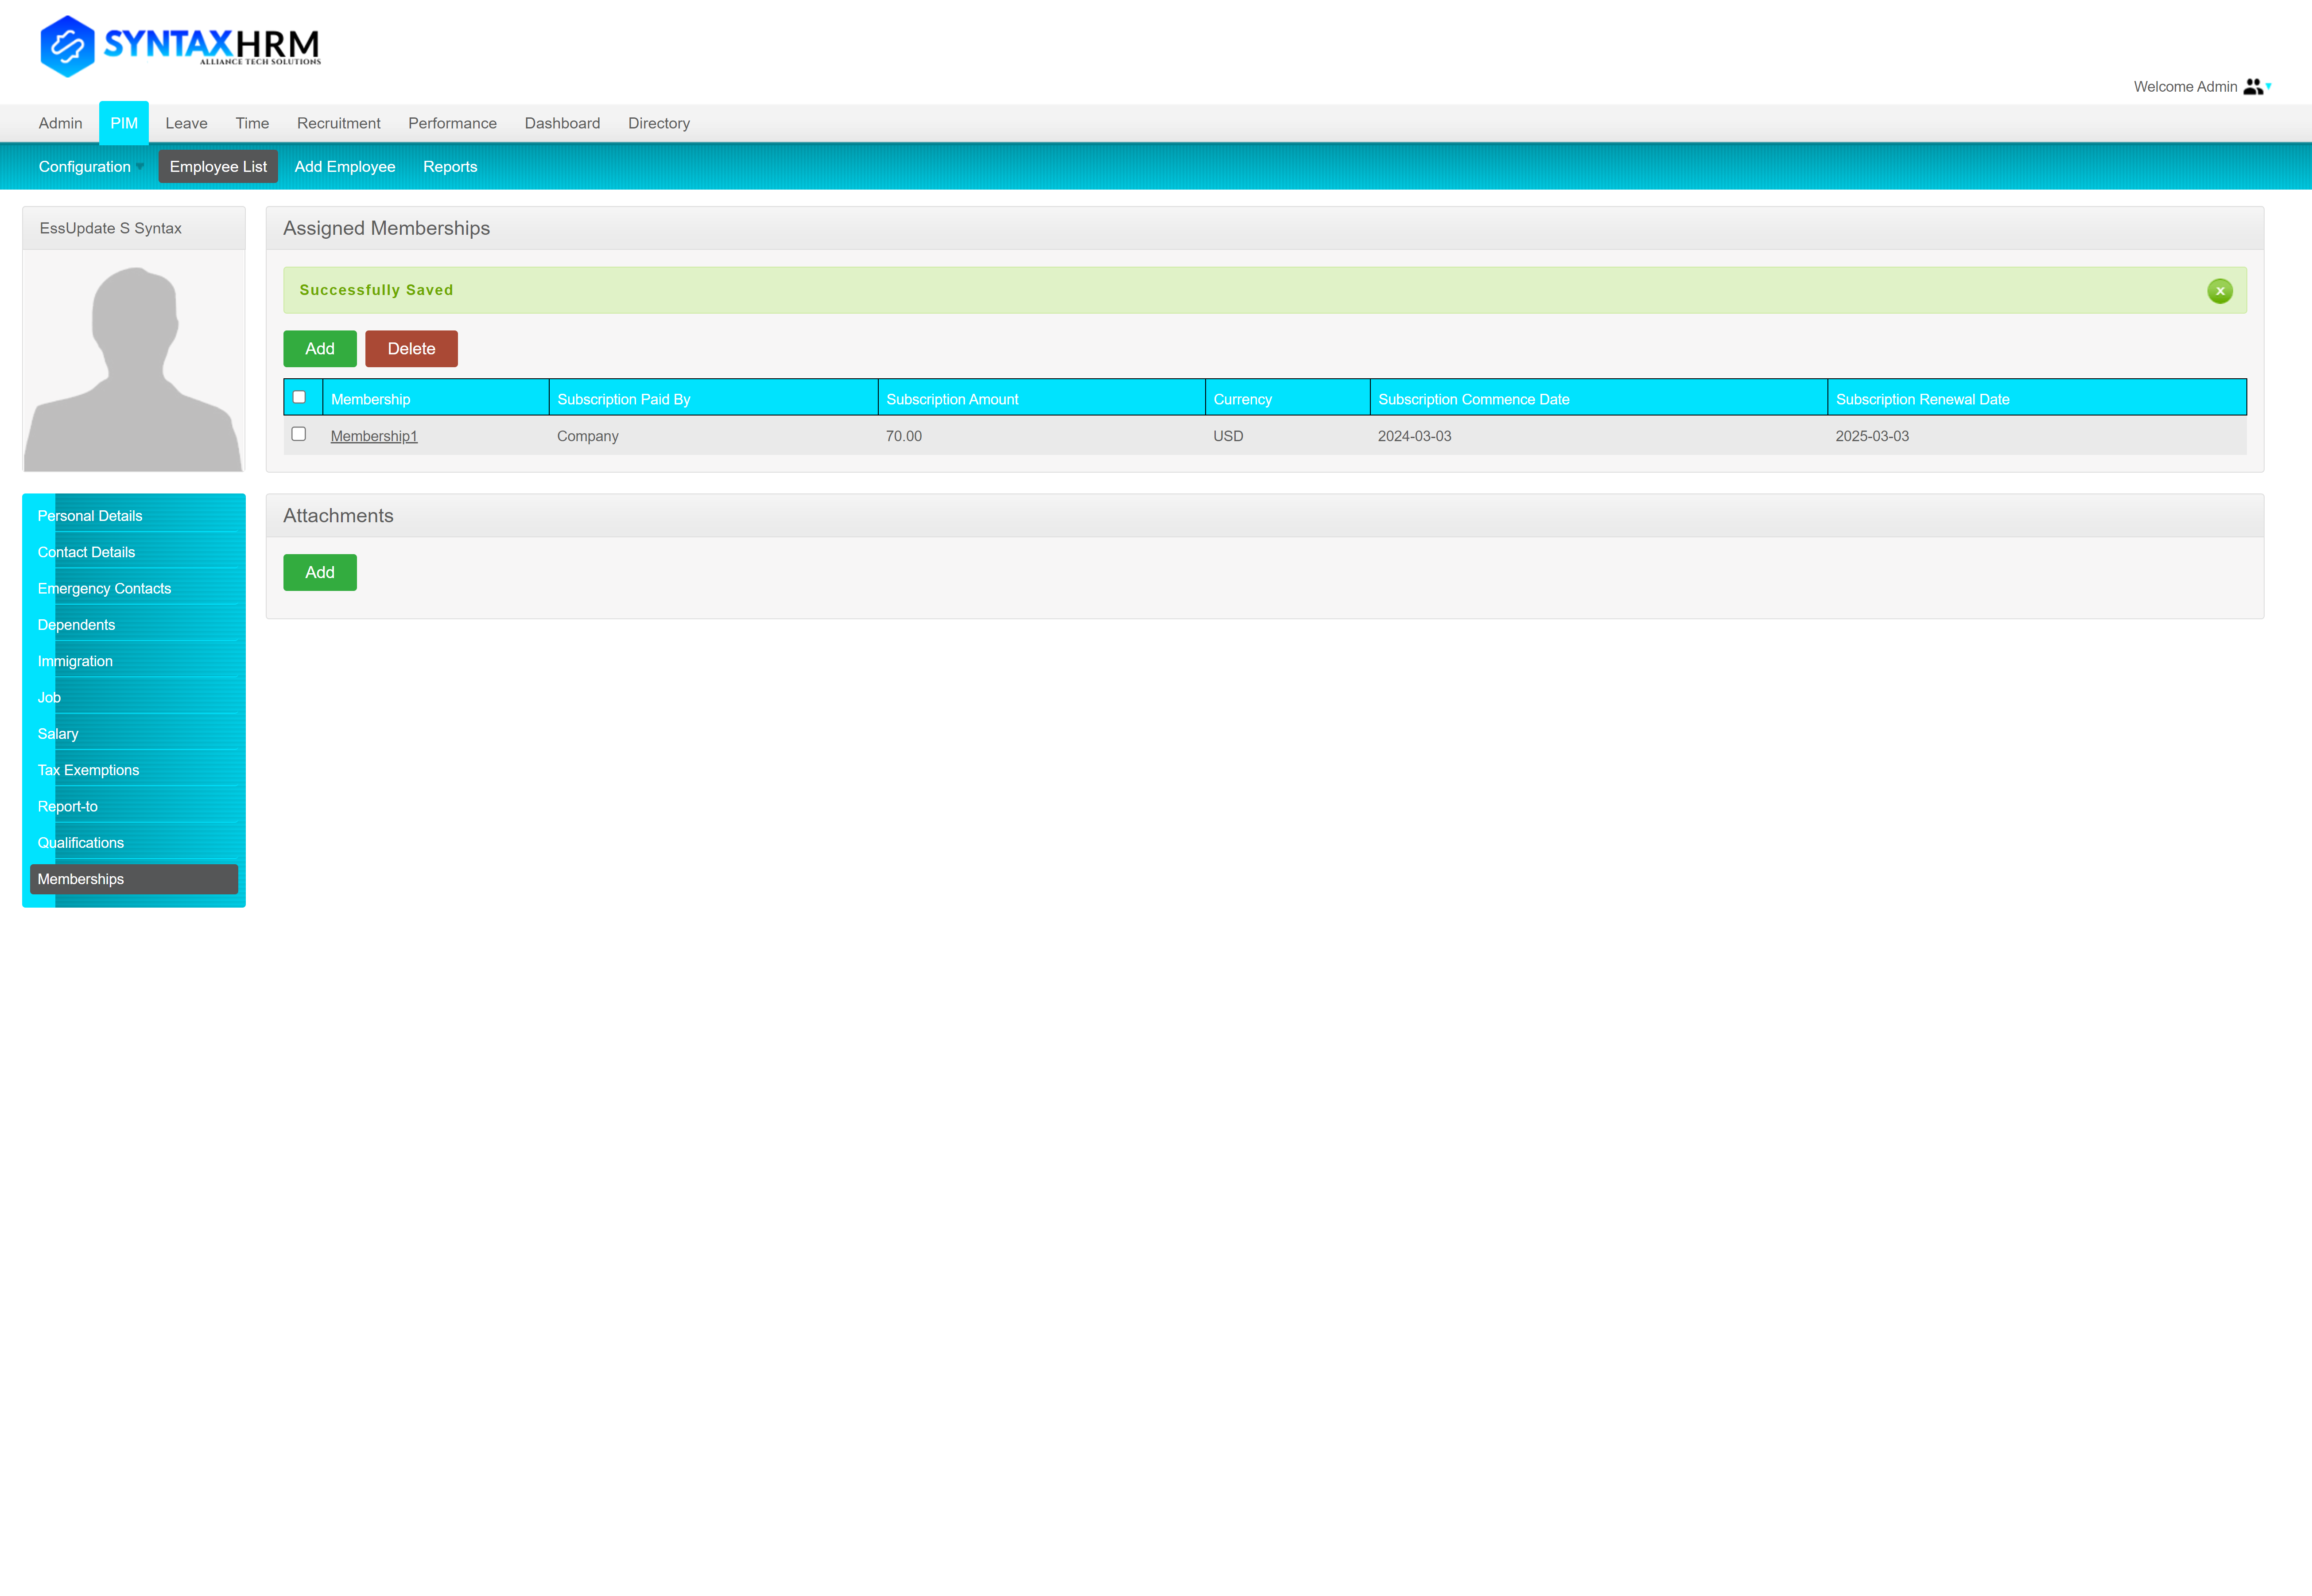 SYNTAXHRM
ALLIANCE TECH SOLUTIONS
Welcome Admin
Admin PIM Leave Time Recruitment Performance Dashboard Directory
Configuration Employee List Add Employee Reports
EssUpdate S Syntax
Assigned Memberships
Successfully Saved
Add Delete
Membership Subscription Paid By Subscription Amount Currency Subscription Commence Date Subscription Renewal Date
Membership1 Company 70.00 USD 2024-03-03 2025-03-03
Personal Details
Contact Details
Emergency Contacts
Dependents
Immigration
Job
Salary
Tax Exemptions
Report-to
Qualifications
Memberships
Attachments
Add